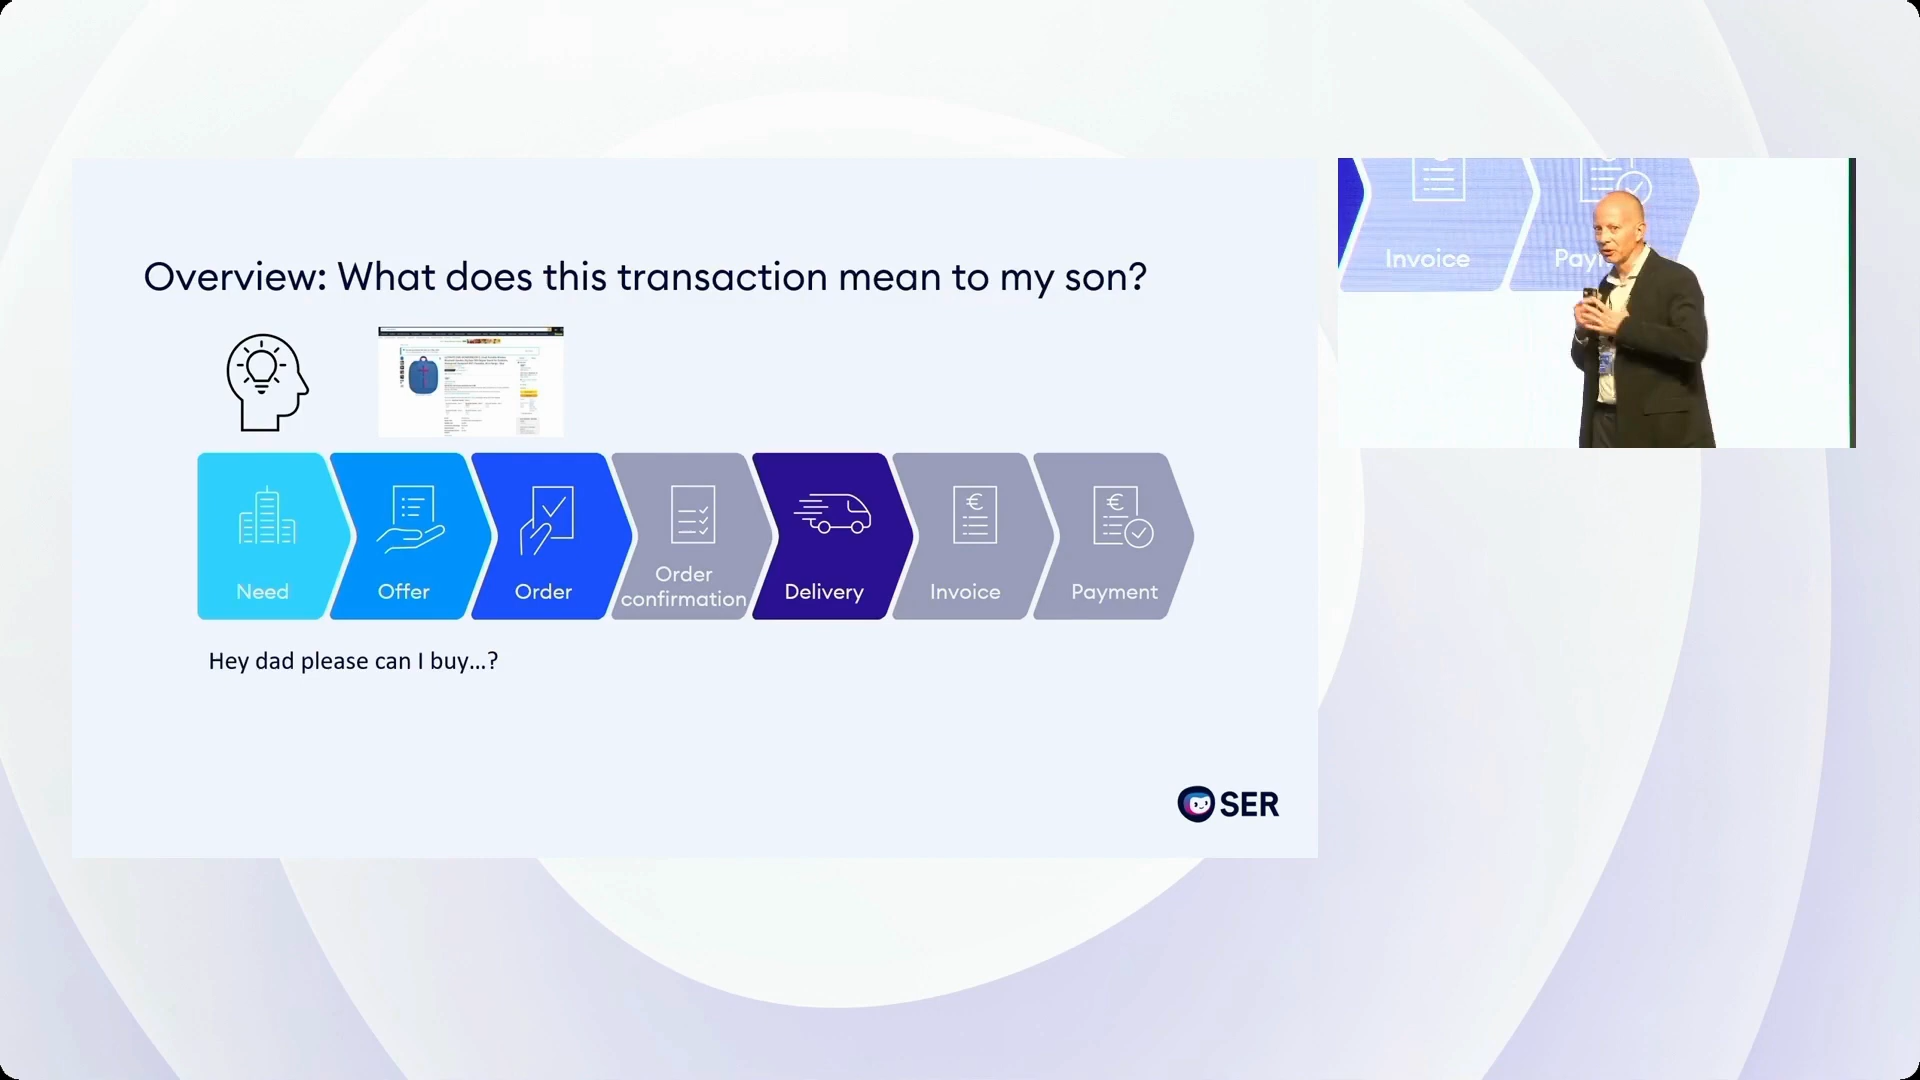 Overview: What does this transaction mean to my son?
Need
Offer
Order
Order
confirmation
Delivery
€
Invoice
€
Payment
Hey dad please can I buy...?
SER
Invoice